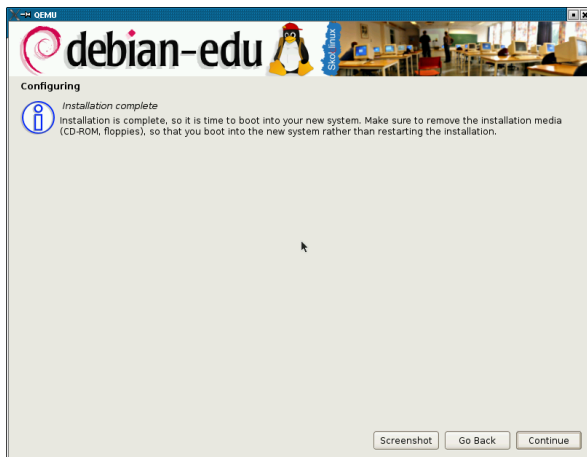 QEMU
debian-edu
Skolelinux
Configuring
Installation complete
Installation is complete, so it is time to boot into your new system. Make sure to remove the installation media
(CD-ROM, floppies), so that you boot into the new system rather than restarting the installation.
Screenshot
Go Back
Continue